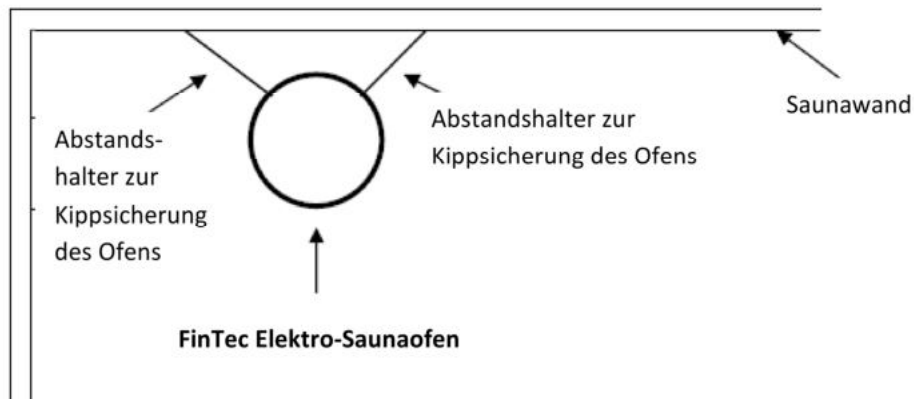 Saunawand
Abstandshalter zur
Kippsicherung des Ofens
Abstands-
halter zur
Kippsicherung
des Ofens
FinTec Elektro-Saunaofen